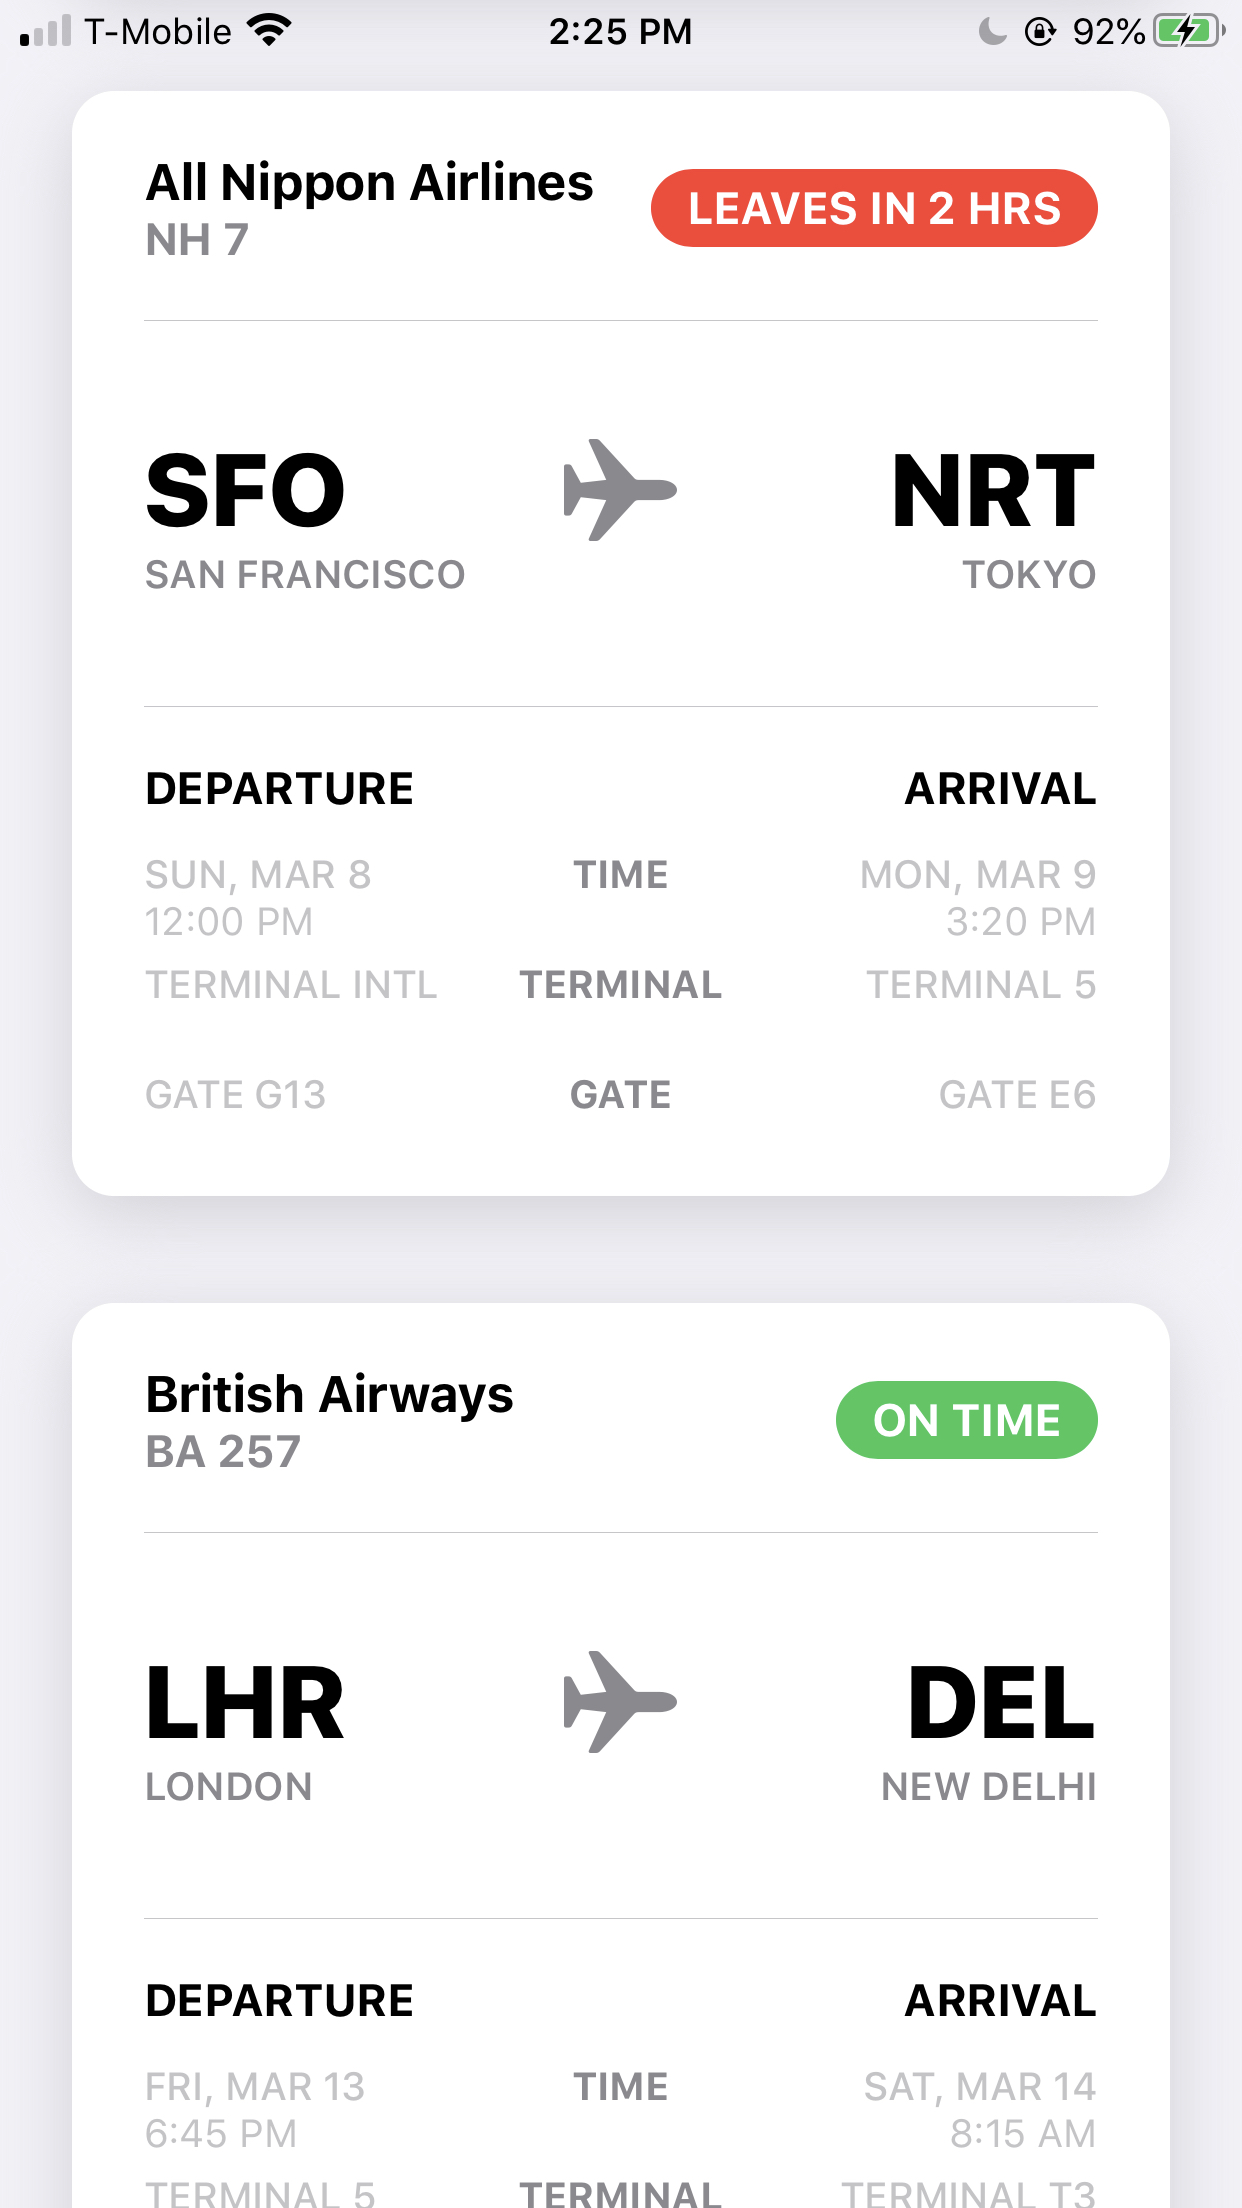 T-Mobile 2:25 PM 92%
All Nippon Airlines
NH 7
LEAVES IN 2 HRS
SFO NRT
SAN FRANCISCO TOKYO
DEPARTURE ARRIVAL
SUN, MAR 8 TIME MON, MAR 9
12:00 PM 3:20 PM
TERMINAL INTL TERMINAL TERMINAL 5
GATE G13 GATE GATE E6
British Airways
BA 257
ON TIME
LHR DEL
LONDON NEW DELHI
DEPARTURE ARRIVAL
FRI, MAR 13 TIME SAT, MAR 14
6:45 PM 8:15 AM
TERMINAL 5 TERMINAL TERMINAL T3